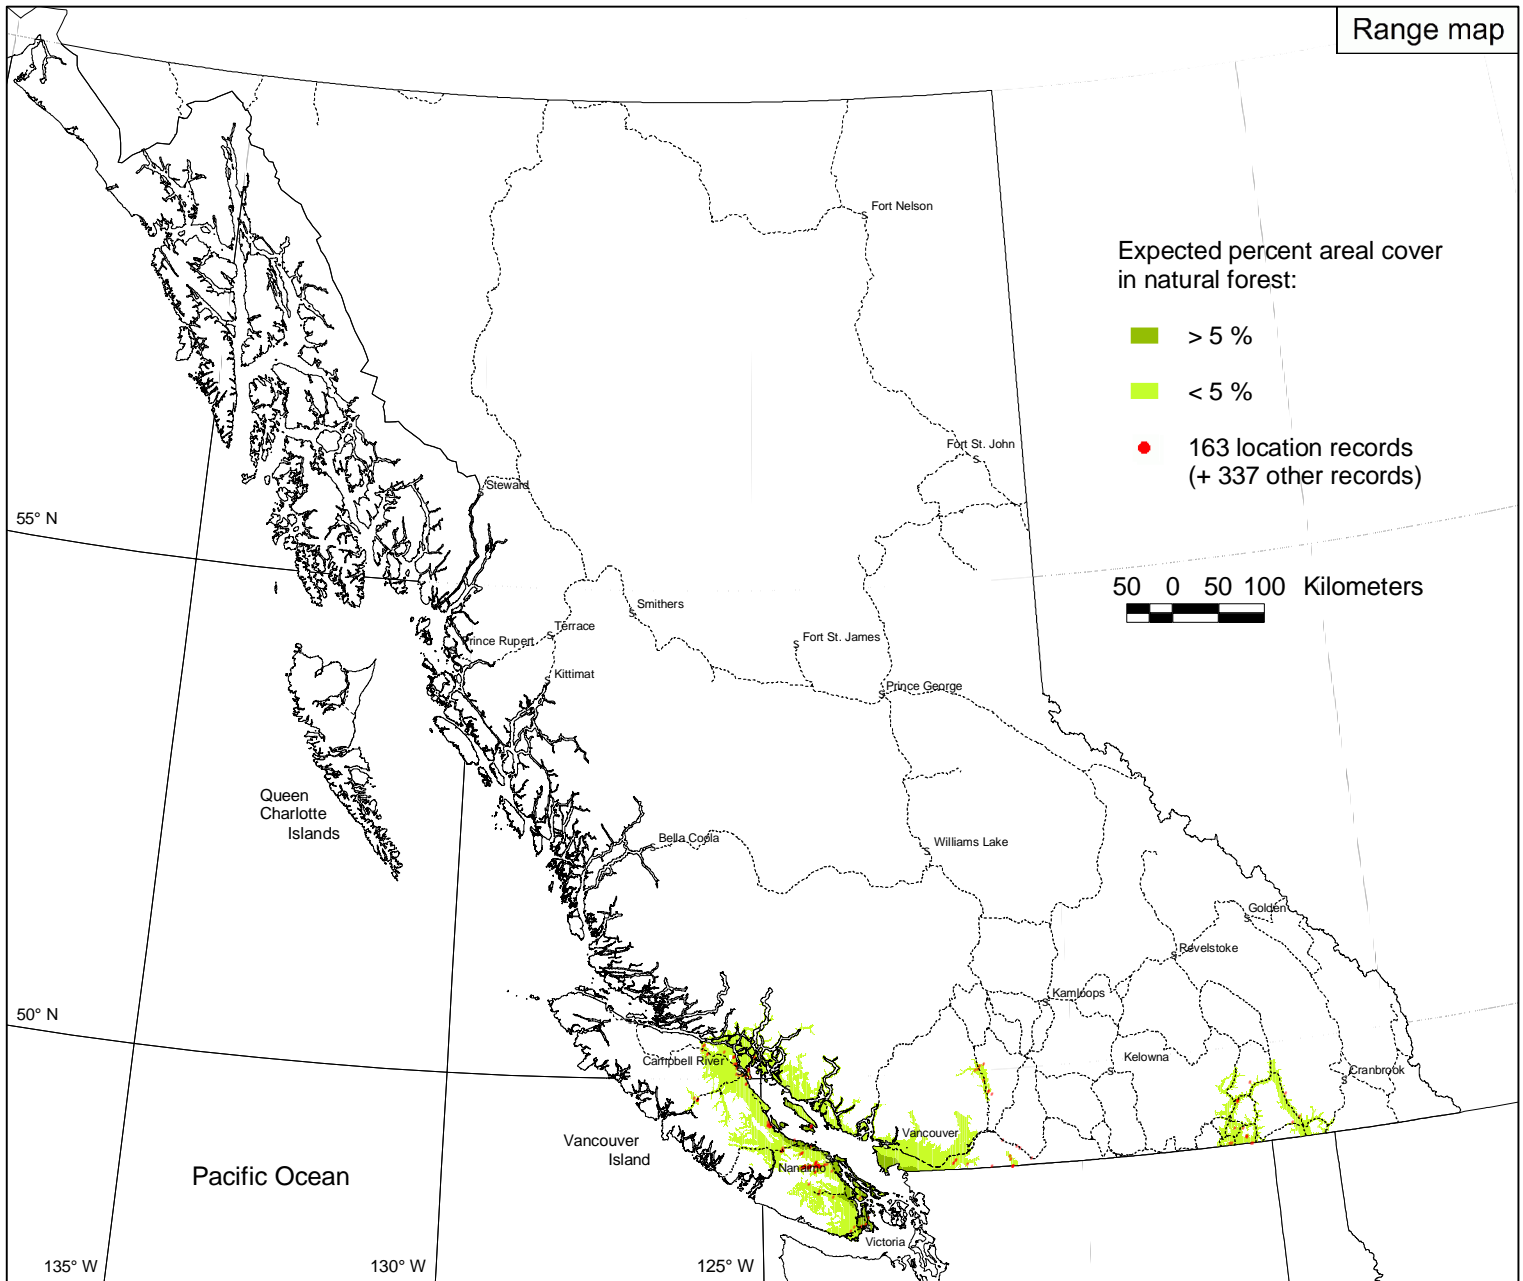 Range map
Fort Nelson
Expected percent areal cover
in natural forest:
> 5 %
< 5 %
163 location records
(+ 337 other records)
Fort St. John
Steward
55° N
50 0 50 100 Kilometers
Smithers
Terrace
Prince Rupert
Fort St. James
Kittimat
Prince George
Queen
Charlotte
Islands
Bella Coola
Williams Lake
Golden
Revelstoke
Kamloops
50° N
Campbell River
Kelowna
Cranbrook
Vancouver
Vancouver
Island
Nanaimo
Pacific Ocean
Victoria
135° W
130° W
125° W